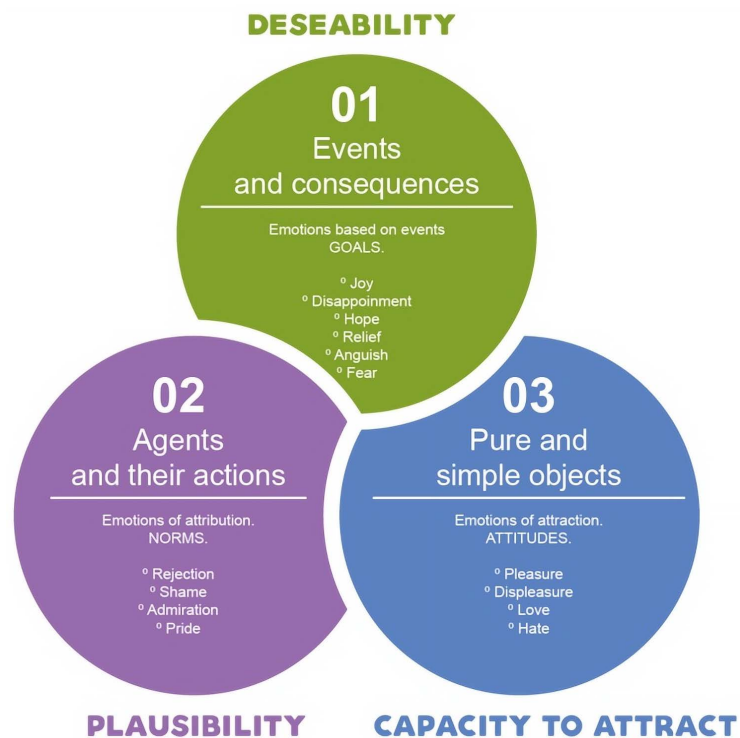 DESEABILITY
01
Events
and consequences
Emotions based on events
GOALS.
º Joy
º Disappoinment
º Hope
º Relief
º Anguish
º Fear
02
Agents
and their actions
Emotions of attribution.
NORMS.
º Rejection
º Shame
º Admiration
º Pride
PLAUSIBILITY
03
Pure and
simple objects
Emotions of attraction.
ATTITUDES.
º Pleasure
º Displeasure
º Love
º Hate
CAPACITY TO ATTRACT